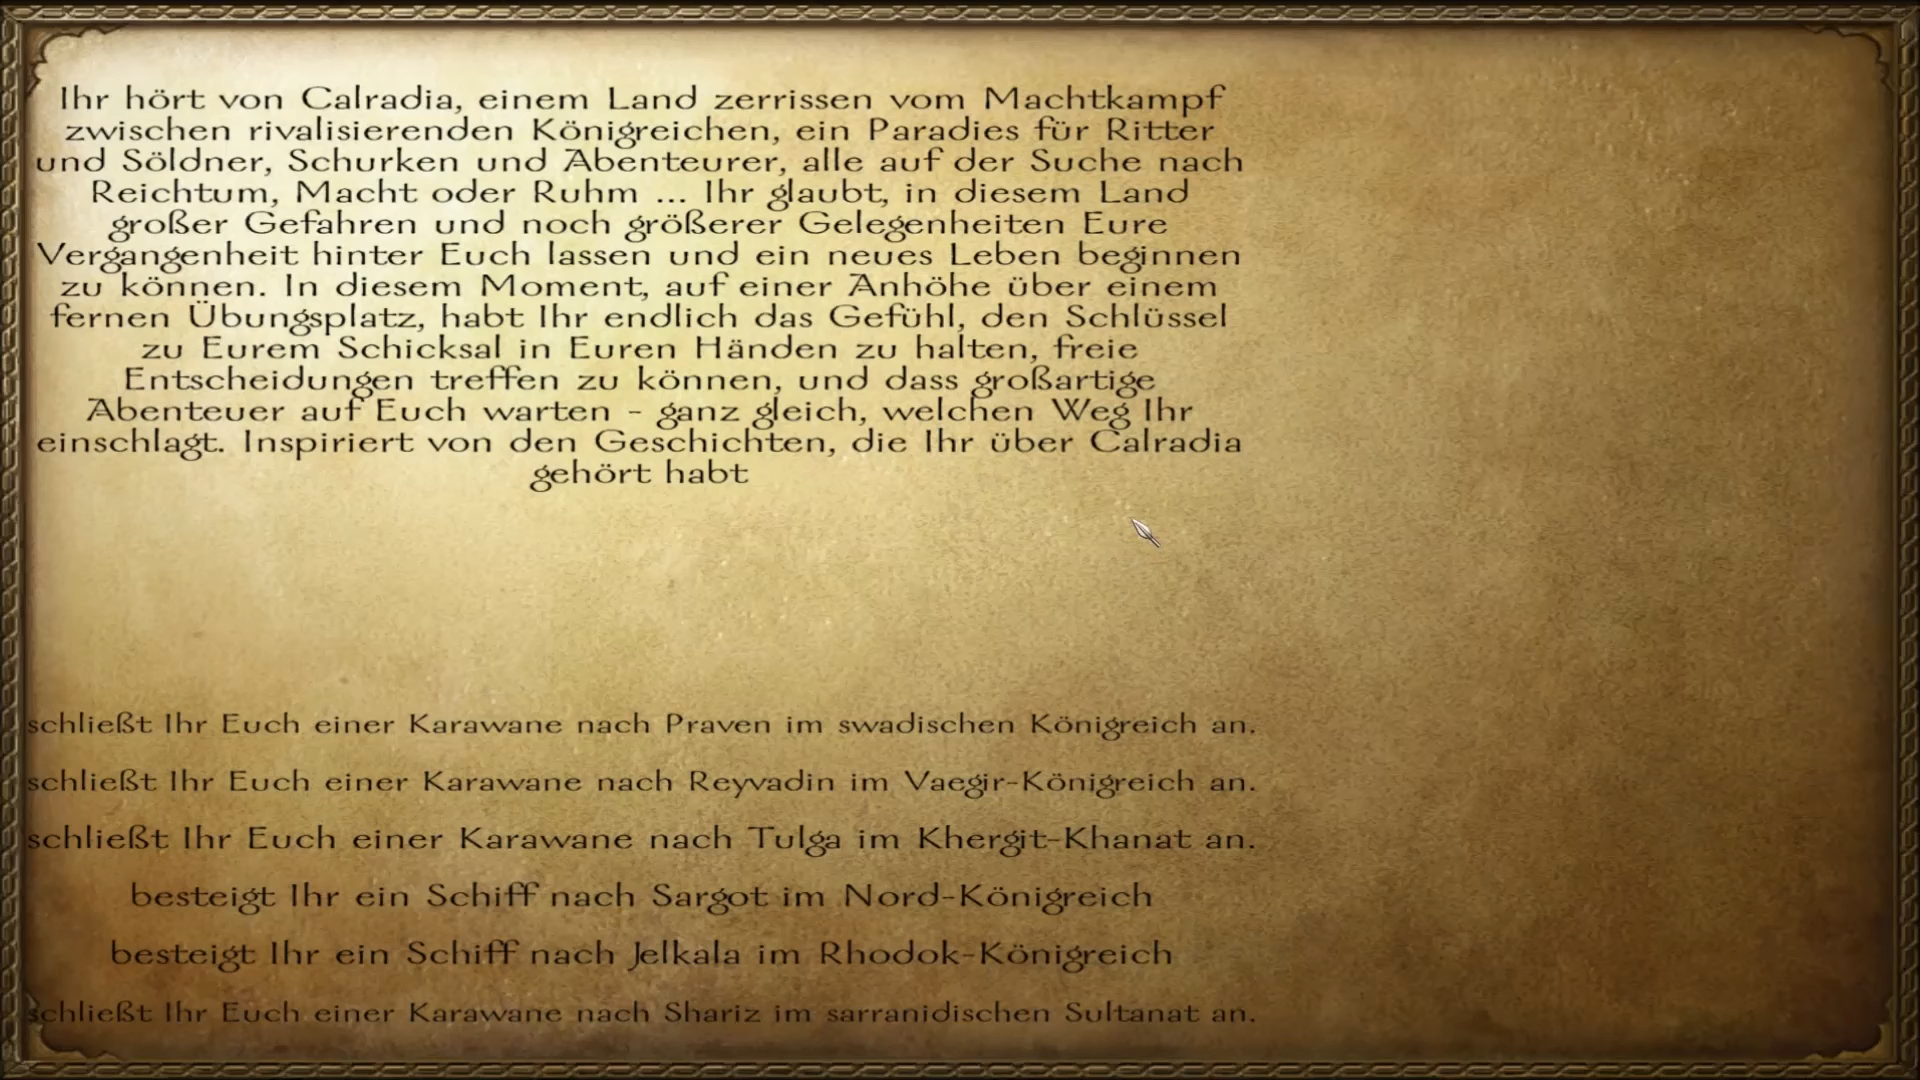 Ihr hört von Calradia, einem Land zerrissen vom Machtkampf
zwischen rivalisierenden Königreichen, ein Paradies für Ritter
und Söldner, Schurken und Abenteurer, alle auf der Suche nach
Reichtum, Macht oder Ruhm ... Ihr glaubt, in diesem Land
großer Gefahren und noch größerer Gelegenheiten Eure
Vergangenheit hinter Euch lassen und ein neues Leben beginnen
zu können. In diesem Moment, auf einer Anhöhe über einem
fernen Übungsplatz, habt Ihr endlich das Gefühl, den Schlüssel
zu Eurem Schicksal in Euren Händen zu halten, freie
Entscheidungen treffen zu können, und dass großartige
Abenteuer auf Euch warten - ganz gleich, welchen Weg Ihr
einschlagt. Inspiriert von den Geschichten, die Ihr über Calradia
gehört habt
schließt Ihr Euch einer Karawane nach Praven im swadischen Königreich an.
schließt Ihr Euch einer Karawane nach Reyvadin im Vaegir-Königreich an.
schließt Ihr Euch einer Karawane nach Tulga im Khergit-Khanat an.
besteigt Ihr ein Schiff nach Sargot im Nord-Königreich
besteigt Ihr ein Schiff nach Jelkala im Rhodok-Königreich
schließt Ihr Euch einer Karawane nach Shariz im sarranidischen Sultanat an.